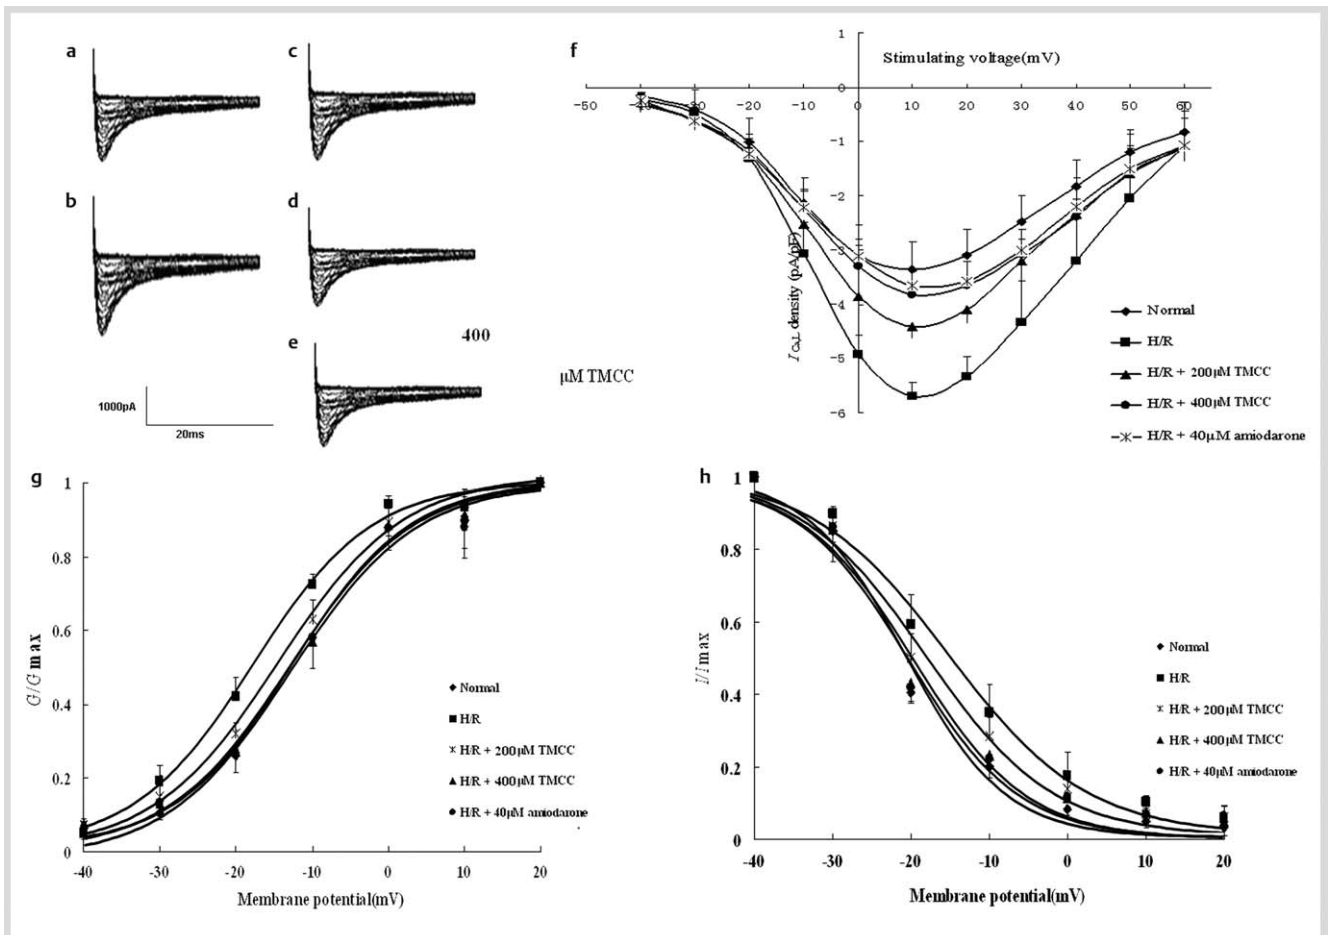 a
c
b
d
400
e
μM TMCC
1000pA
20ms
f
Stimulating voltage(mV)
1
0
-50 -40 -30 -20 -10 0 10 20 30 40 50 60
-1
-2
-3
-4
-5
-6
I Ca,L density (pA/pF)
Normal
H/R
H/R + 200μM TMCC
H/R + 400μM TMCC
H/R + 40μM amiodarone
g
1
0.8
0.6
0.4
0.2
0
G/G max
-40 -30 -20 -10 0 10 20
Membrane potential(mV)
Normal
H/R
H/R + 200μM TMCC
H/R + 400μM TMCC
H/R + 40μM amiodarone
h
1
0.8
0.6
0.4
0.2
0
I/I max
-40 -30 -20 -10 0 10 20
Membrane potential(mV)
Normal
H/R
H/R + 200μM TMCC
H/R + 400μM TMCC
H/R + 40μM amiodarone